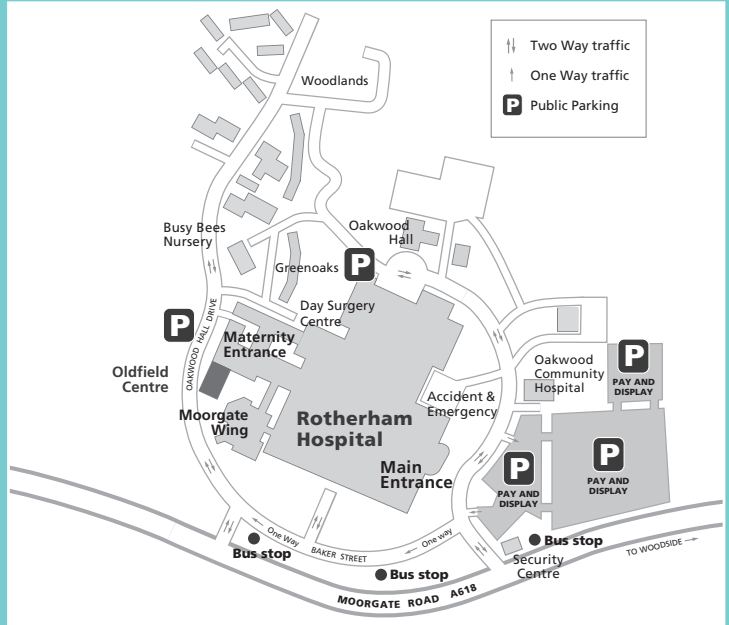 Two Way traffic
One Way traffic
P Public Parking
Woodlands
Busy Bees
Nursery
Oakwood
Hall
Greenoaks
P
Day Surgery
Centre
P
OAKWOOD HALL DRIVE
Maternity
Entrance
Oldfield
Centre
Moorgate
Wing
Rotherham
Hospital
Accident &
Emergency
Main
Entrance
Oakwood
Community
Hospital
P
PAY AND
DISPLAY
P
PAY AND
DISPLAY
P
PAY AND
DISPLAY
One Way
BAKER STREET
One way
Bus stop
Bus stop
Bus stop
Security
Centre
TO WOODSIDE
MOORGATE ROAD A618